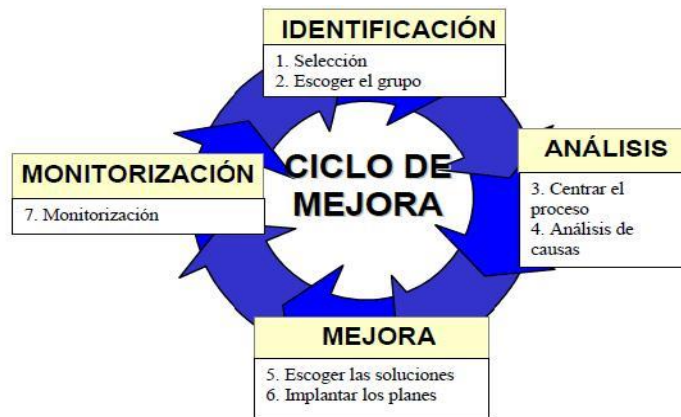 IDENTIFICACIÓN
1. Selección
2. Escoger el grupo
ANÁLISIS
3. Centrar el
proceso
4. Análisis de
causas
MEJORA
5. Escoger las soluciones
6. Implantar los planes
MONITORIZACIÓN
7. Monitorización
CICLO DE
MEJORA